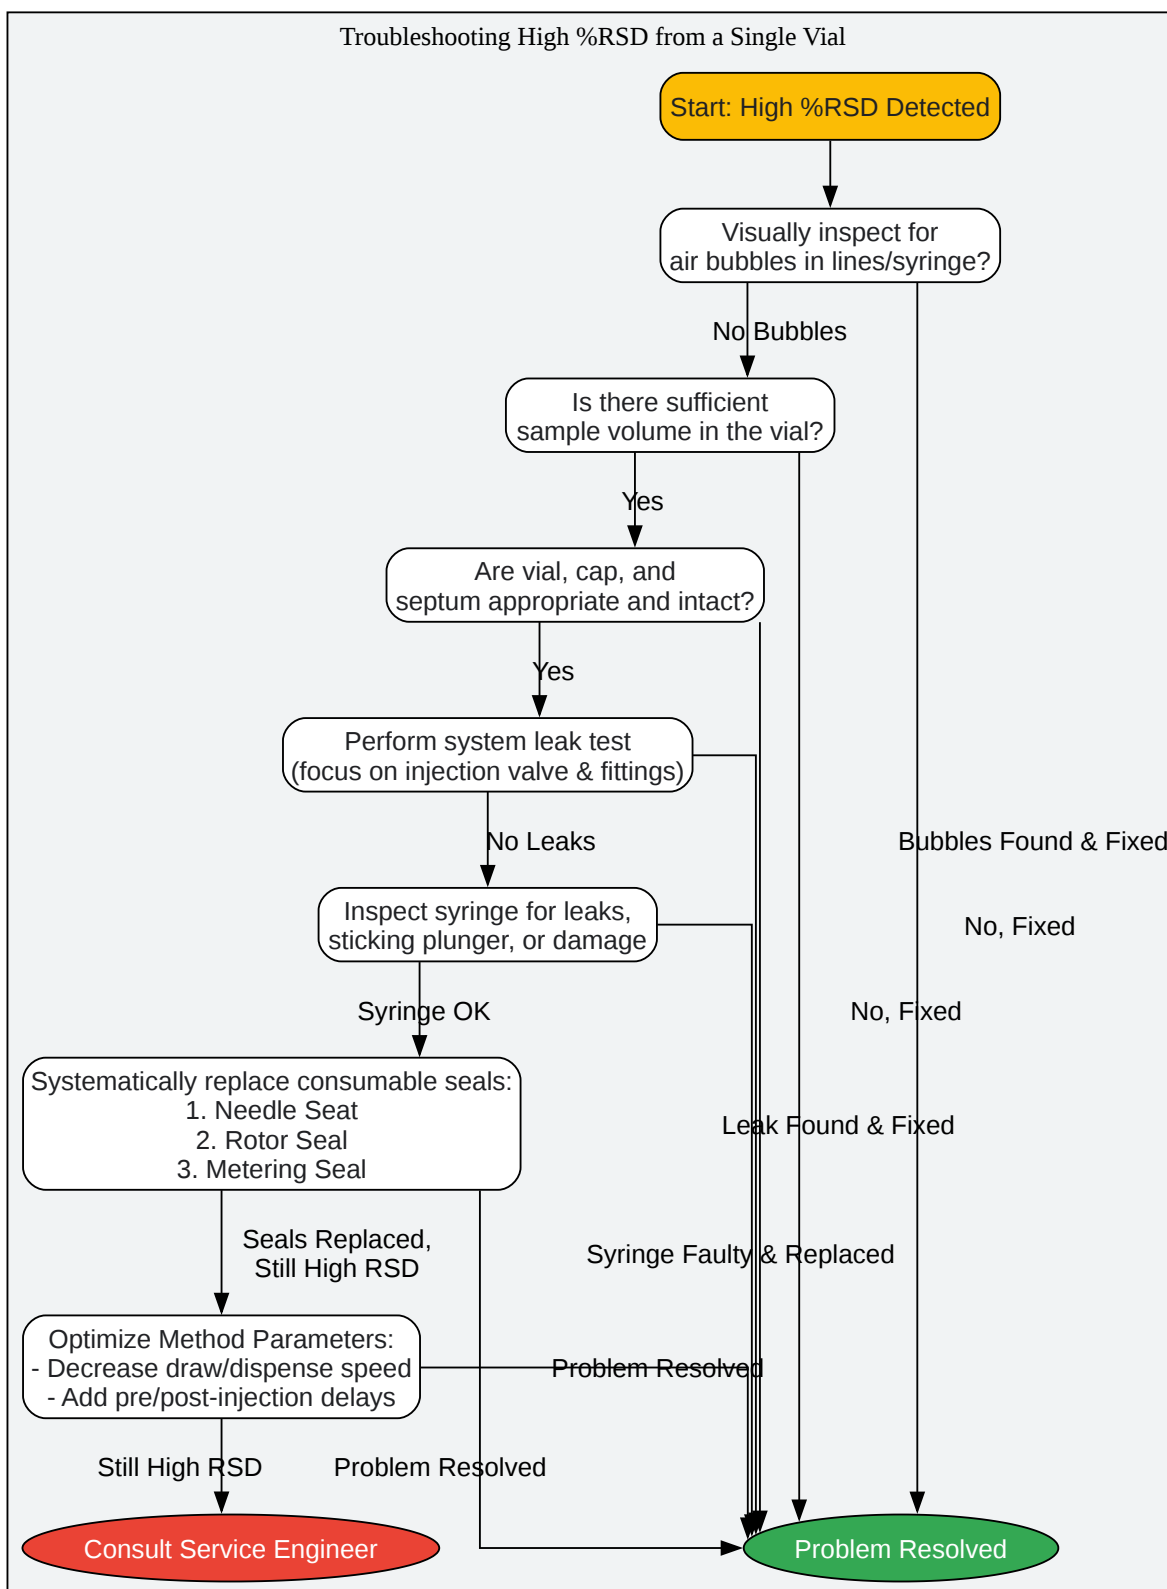 Troubleshooting High %RSD from a Single Vial
Start: High %RSD Detected
Visually inspect for
air bubbles in lines/syringe?
No Bubbles
Is there sufficient
sample volume in the vial?
Yes
Are vial, cap, and
septum appropriate and intact?
Yes
Perform system leak test
(focus on injection valve & fittings)
No Leaks
Bubbles Found & Fixed
Inspect syringe for leaks,
sticking plunger, or damage
No, Fixed
Syringe OK
No, Fixed
Systematically replace consumable seals:
1. Needle Seat
2. Rotor Seal
3. Metering Seal
Leak Found & Fixed
Seals Replaced,
Still High RSD
Syringe Faulty & Replaced
Optimize Method Parameters:
- Decrease draw/dispense speed
- Add pre/post-injection delays
Problem Resolved
Still High RSD
Problem Resolved
Consult Service Engineer
Problem Resolved